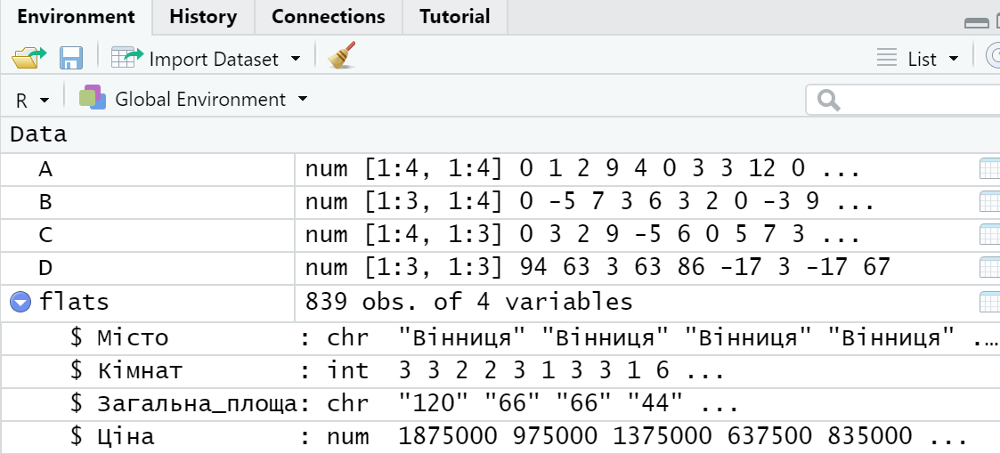 Environment History Connections Tutorial
Import Dataset List
R Global Environment
Data
A num [1:4, 1:4] 0 1 2 9 4 0 3 3 12 0 ...
B num [1:3, 1:4] 0 -5 7 3 6 3 2 0 -3 9 ...
C num [1:4, 1:3] 0 3 2 9 -5 6 0 5 7 3 ...
D num [1:3, 1:3] 94 63 3 63 86 -17 3 -17 67
flats 839 obs. of 4 variables
$ Місто : chr "Вінниця" "Вінниця" "Вінниця" "Вінниця" ...
$ Кімнат : int 3 3 2 2 3 1 3 3 1 6 ...
$ Загальна_площа: chr "120" "66" "66" "44" ...
$ Ціна : num 1875000 975000 1375000 637500 835000 ...